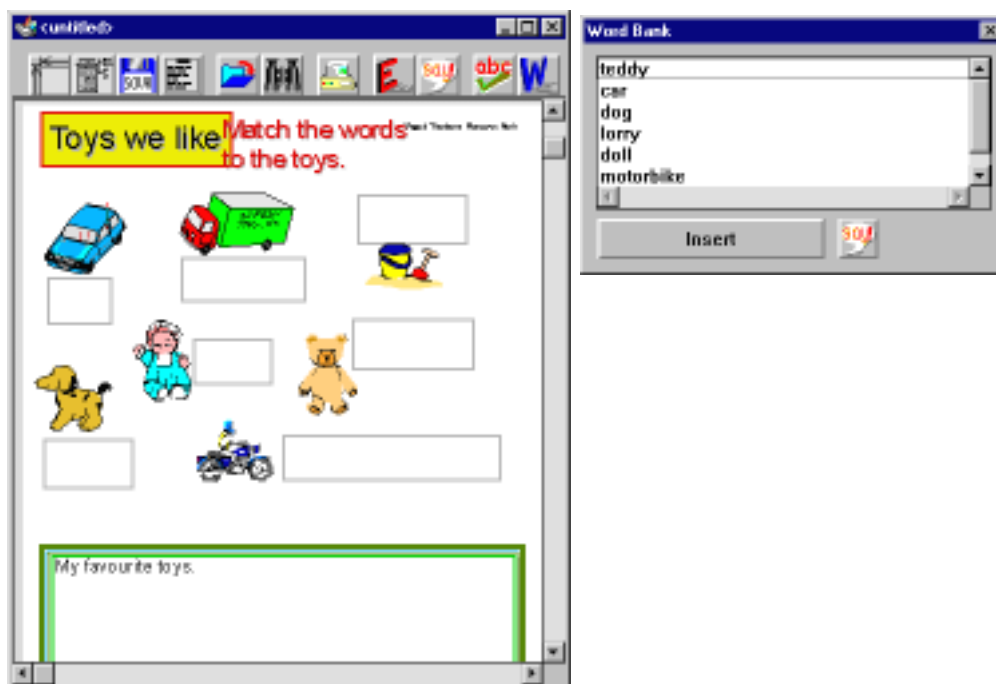 <untitled>
Toys we like
Match the words
to the toys.
My favourite toys.
Word Bank
teddy
car
dog
lorry
doll
motorbike
Insert